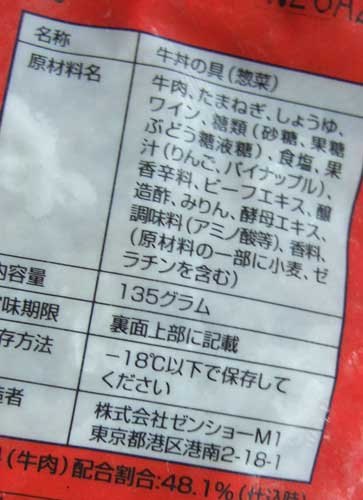 名称 牛丼の具(惣菜)
原材料名 牛肉、たまねぎ、しょうゆ、
ワイン、糖類(砂糖、果糖
ぶどう糖液糖)、食塩、果
汁(りんご、パイナップル)、
香辛料、ビーフエキス、醸
造酢、みりん、酵母エキス、
調味料(アミノ酸等)、香料、
(原材料の一部に小麦、ゼ
ラチンを含む)
内容量 135グラム
賞味期限 裏面上部に記載
保存方法 −18℃以下で保存して
ください
造者 株式会社ゼンショーM1
東京都港区港南2-18-1
(牛肉)配合割合:48.1%(仕込時)